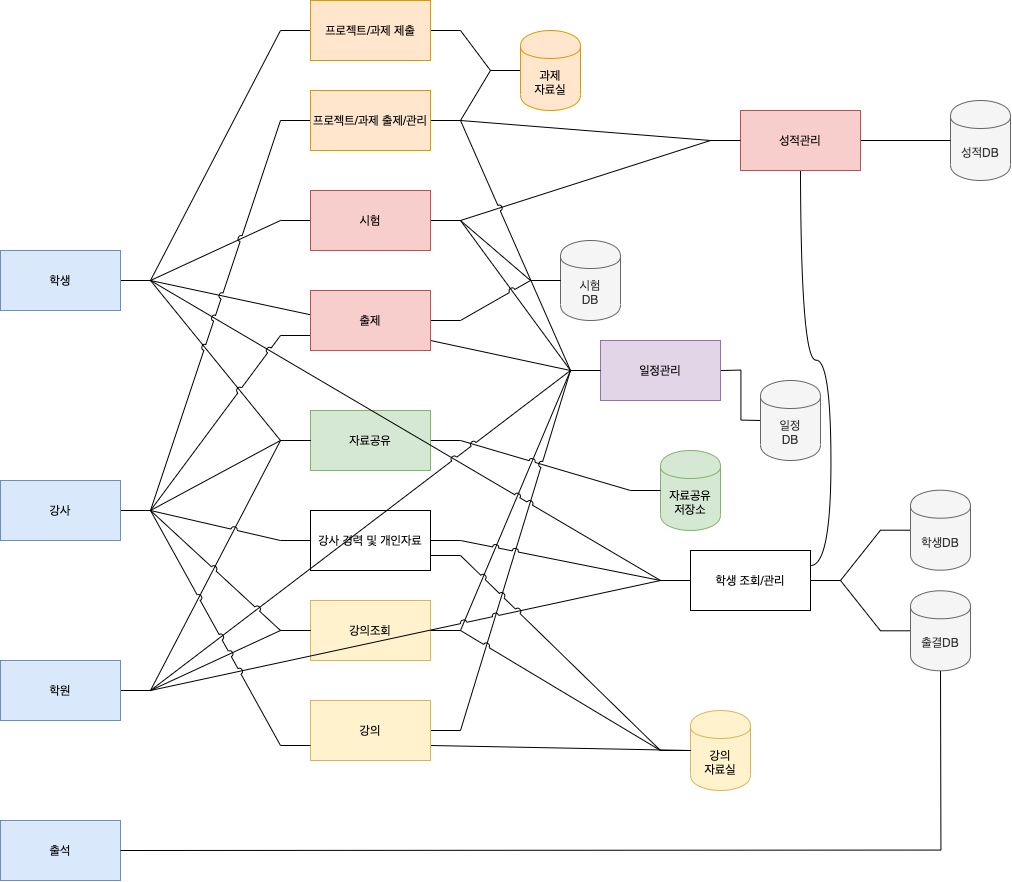 프로젝트/과제 제출
과제
자료실
프로젝트/과제 출제/관리
성적관리
성적DB
시험
학생
시험
DB
출제
일정관리
일정
DB
자료공유
자료공유
저장소
강사
강사 경력 및 개인자료
학생DB
학생 조회/관리
강의조회
출결DB
학원
강의
강의
자료실
출석